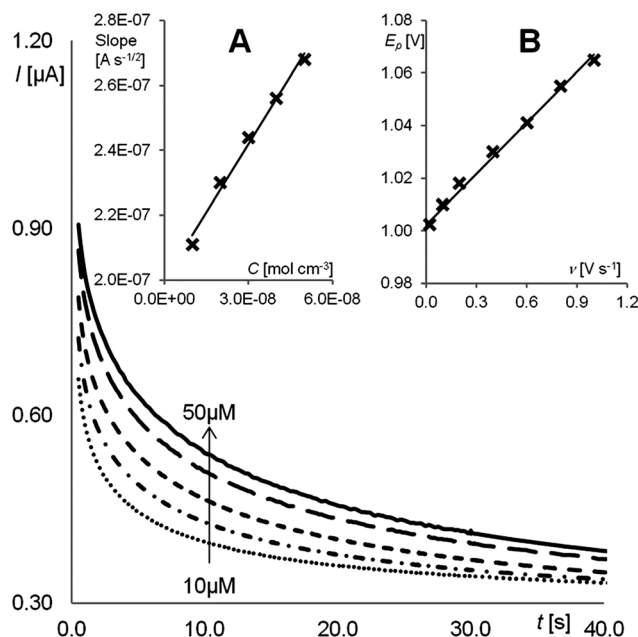 1.20
I [µA]
0.90
0.60
0.30
0.0
10.0
20.0
30.0
40.0
t [s]
50µM
10µM
A
Slope
[A s-1/2]
2.8E-07
2.6E-07
2.4E-07
2.2E-07
2.0E-07
0.0E+00
3.0E-08
6.0E-08
C [mol cm-3]
B
Ep [V]
1.08
1.06
1.04
1.02
1.00
0.98
0.0
0.3
0.6
0.9
1.2
ν [V s-1]